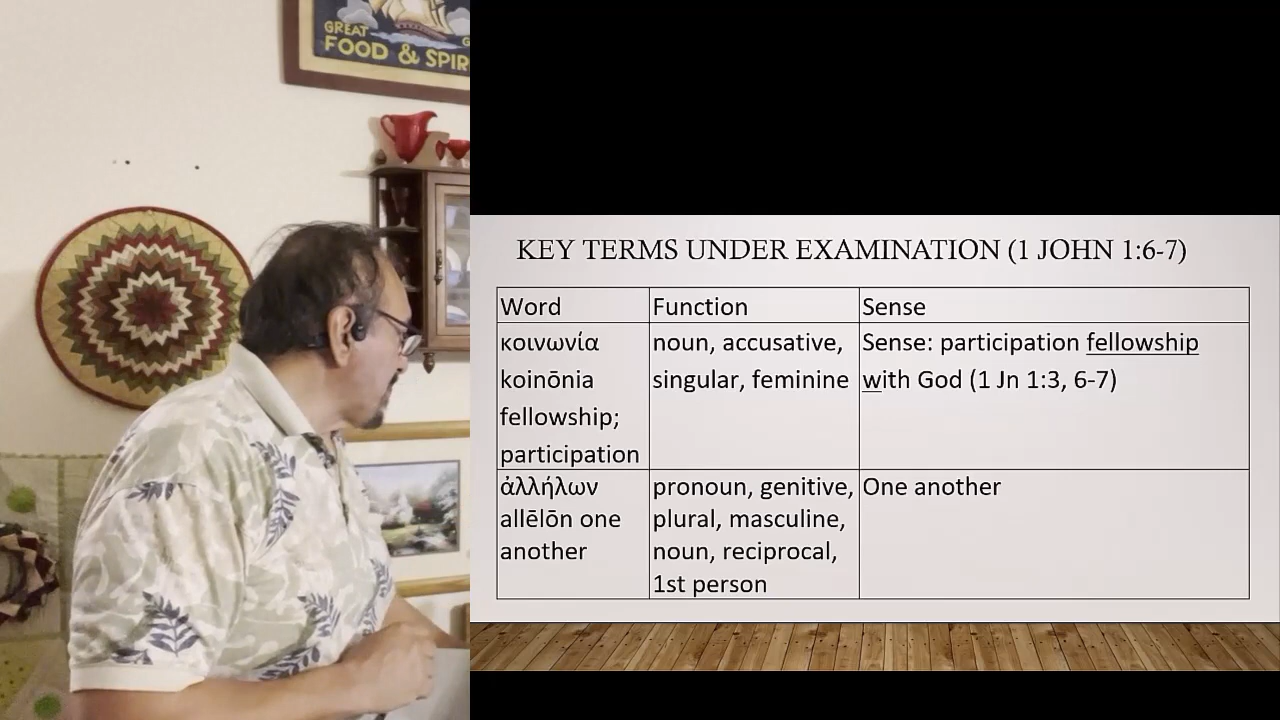 GREAT
FOOD & SPIR
KEY TERMS UNDER EXAMINATION (1 JOHN 1:6-7)
Word
Function
Sense
κοινωνία
koinōnia
fellowship;
participation
noun, accusative,
singular, feminine
Sense: participation fellowship
with God (1 Jn 1:3, 6-7)
ἀλλήλων
allēlōn one
another
pronoun, genitive,
plural, masculine,
noun, reciprocal,
1st person
One another